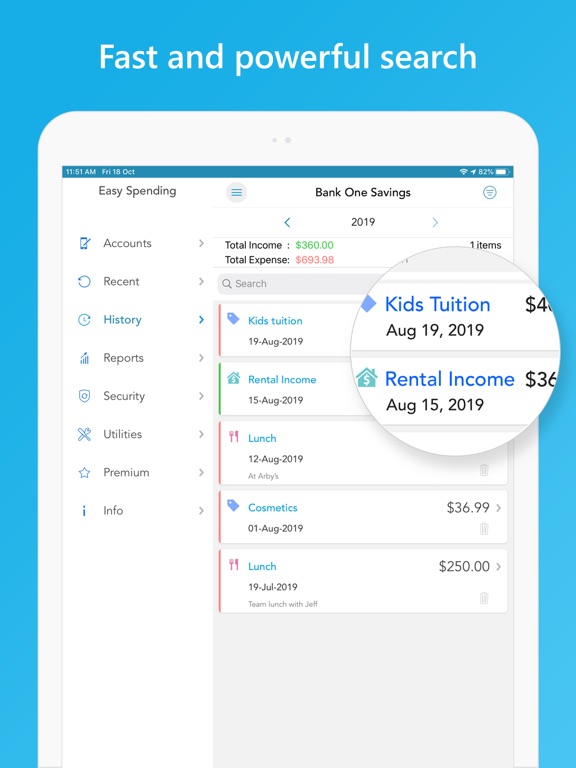 Fast and powerful search
11:51 AM Fri 18 Oct
82%
Easy Spending
Bank One Savings
2019
Accounts
Total Income : $360.00
Total Expense: $693.98
1 items
Recent
Search
History
Kids tuition
19-Aug-2019
Kids Tuition
Aug 19, 2019
Reports
Rental Income
15-Aug-2019
Rental Income
Aug 15, 2019
Security
Utilities
Lunch
12-Aug-2019
At Arby's
Premium
Info
Cosmetics
$36.99
01-Aug-2019
Lunch
$250.00
19-Jul-2019
Team lunch with Jeff